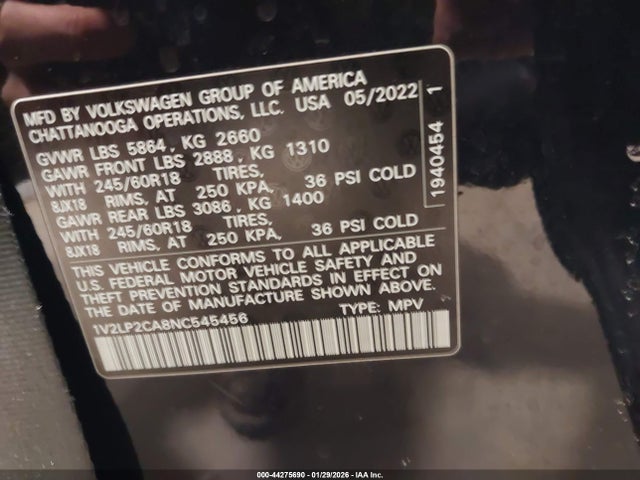 MFD BY VOLKSWAGEN GROUP OF AMERICA
CHATTANOOGA OPERATIONS, LLC. USA 05/2022
GVWR LBS 5864, KG 2660
GAWR FRONT LBS 2888, KG 1310
WITH 245/60R18 TIRES,
8JX18 RIMS, AT 250 KPA, 36 PSI COLD
GAWR REAR LBS 3086, KG 1400
WITH 245/60R18 TIRES,
8JX18 RIMS, AT 250 KPA, 36 PSI COLD
THIS VEHICLE CONFORMS TO ALL APPLICABLE
U.S. FEDERAL MOTOR VEHICLE SAFETY AND
THEFT PREVENTION STANDARDS IN EFFECT ON
THE DATE OF MANUFACTURE SHOWN ABOVE.
1V2LP2CA8NC545456 TYPE: MPV
1940454 1
000-44275690 - 01/29/2026 - IAA Inc.